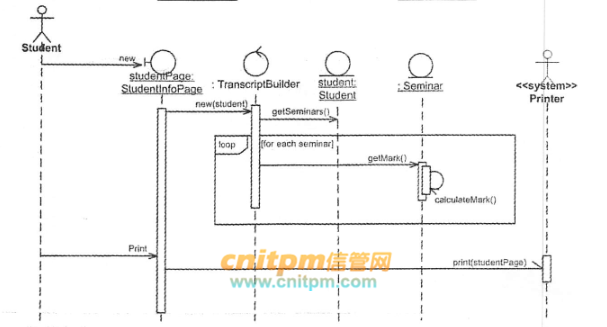 Student
new
studentPage:
StudentInfoPage
: TranscriptBuilder
student:
Student
: Seminar
<<system>>
Printer
new(student)
getSeminars()
loop
[for each seminar]
getMark()
calculateMark()
Print
print(studentPage)
cnitpm信管网
www.cnitpm.com